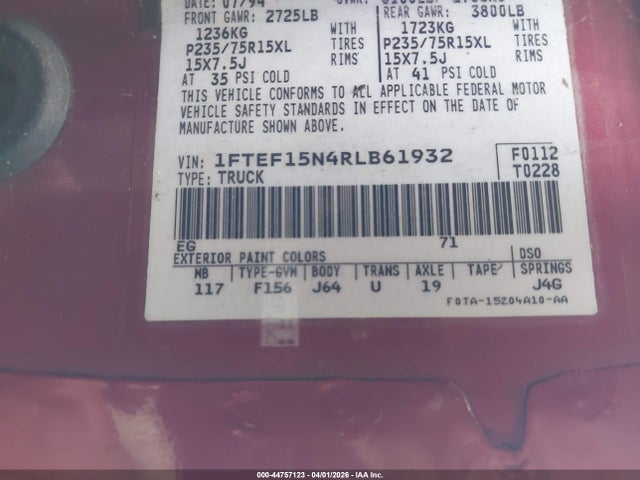 DATE: 07/94
FRONT GAWR: 2725LB REAR GAWR: 3800LB
1236KG WITH 1723KG WITH
P235/75R15XL TIRES P235/75R15XL TIRES
15X7.5J RIMS 15X7.5J RIMS
AT 35 PSI COLD AT 41 PSI COLD
THIS VEHICLE CONFORMS TO ALL APPLICABLE FEDERAL MOTOR
VEHICLE SAFETY STANDARDS IN EFFECT ON THE DATE OF
MANUFACTURE SHOWN ABOVE.
VIN: 1FTEF15N4RLB61932 F0112
TYPE: TRUCK T0228
EG 71
EXTERIOR PAINT COLORS DSO
WB TYPE-GVW BODY TRANS AXLE TAPE SPRINGS
117 F156 J64 U 19 J4G
F0TA-15204A10-AA
000-44757123 - 04/01/2026 - IAA Inc.